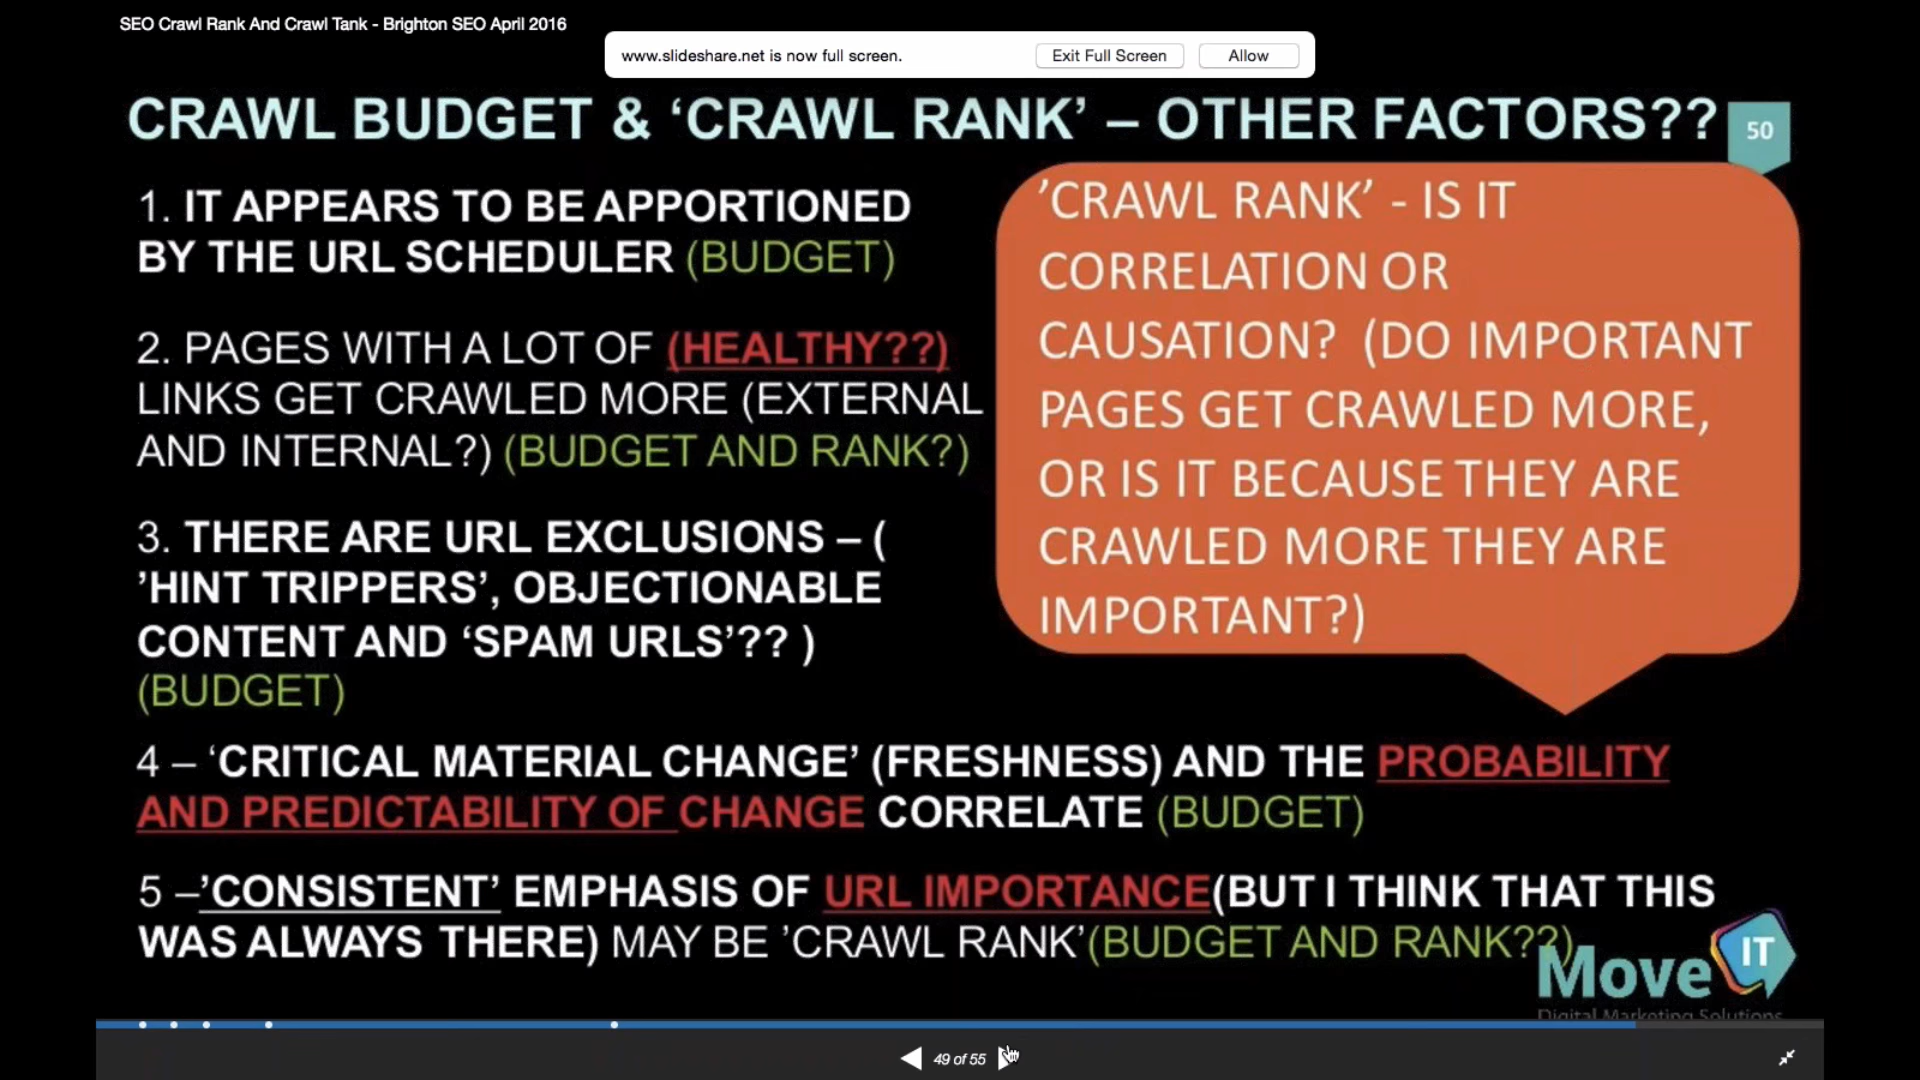 SEO Crawl Rank And Crawl Tank - Brighton SEO April 2016
www.slideshare.net is now full screen.
Exit Full Screen
Allow
CRAWL BUDGET & ‘CRAWL RANK’ – OTHER FACTORS??
50
1. IT APPEARS TO BE APPORTIONED
BY THE URL SCHEDULER (BUDGET)
2. PAGES WITH A LOT OF (HEALTHY??)
LINKS GET CRAWLED MORE (EXTERNAL
AND INTERNAL?) (BUDGET AND RANK?)
3. THERE ARE URL EXCLUSIONS – (
’HINT TRIPPERS’, OBJECTIONABLE
CONTENT AND ‘SPAM URLS’?? )
(BUDGET)
’CRAWL RANK’ - IS IT
CORRELATION OR
CAUSATION? (DO IMPORTANT
PAGES GET CRAWLED MORE,
OR IS IT BECAUSE THEY ARE
CRAWLED MORE THEY ARE
IMPORTANT?)
4 – ‘CRITICAL MATERIAL CHANGE’ (FRESHNESS) AND THE PROBABILITY
AND PREDICTABILITY OF CHANGE CORRELATE (BUDGET)
5 –’CONSISTENT’ EMPHASIS OF URL IMPORTANCE(BUT I THINK THAT THIS
WAS ALWAYS THERE) MAY BE ’CRAWL RANK’(BUDGET AND RANK??)
Move IT
Digital Marketing Solutions
49 of 55